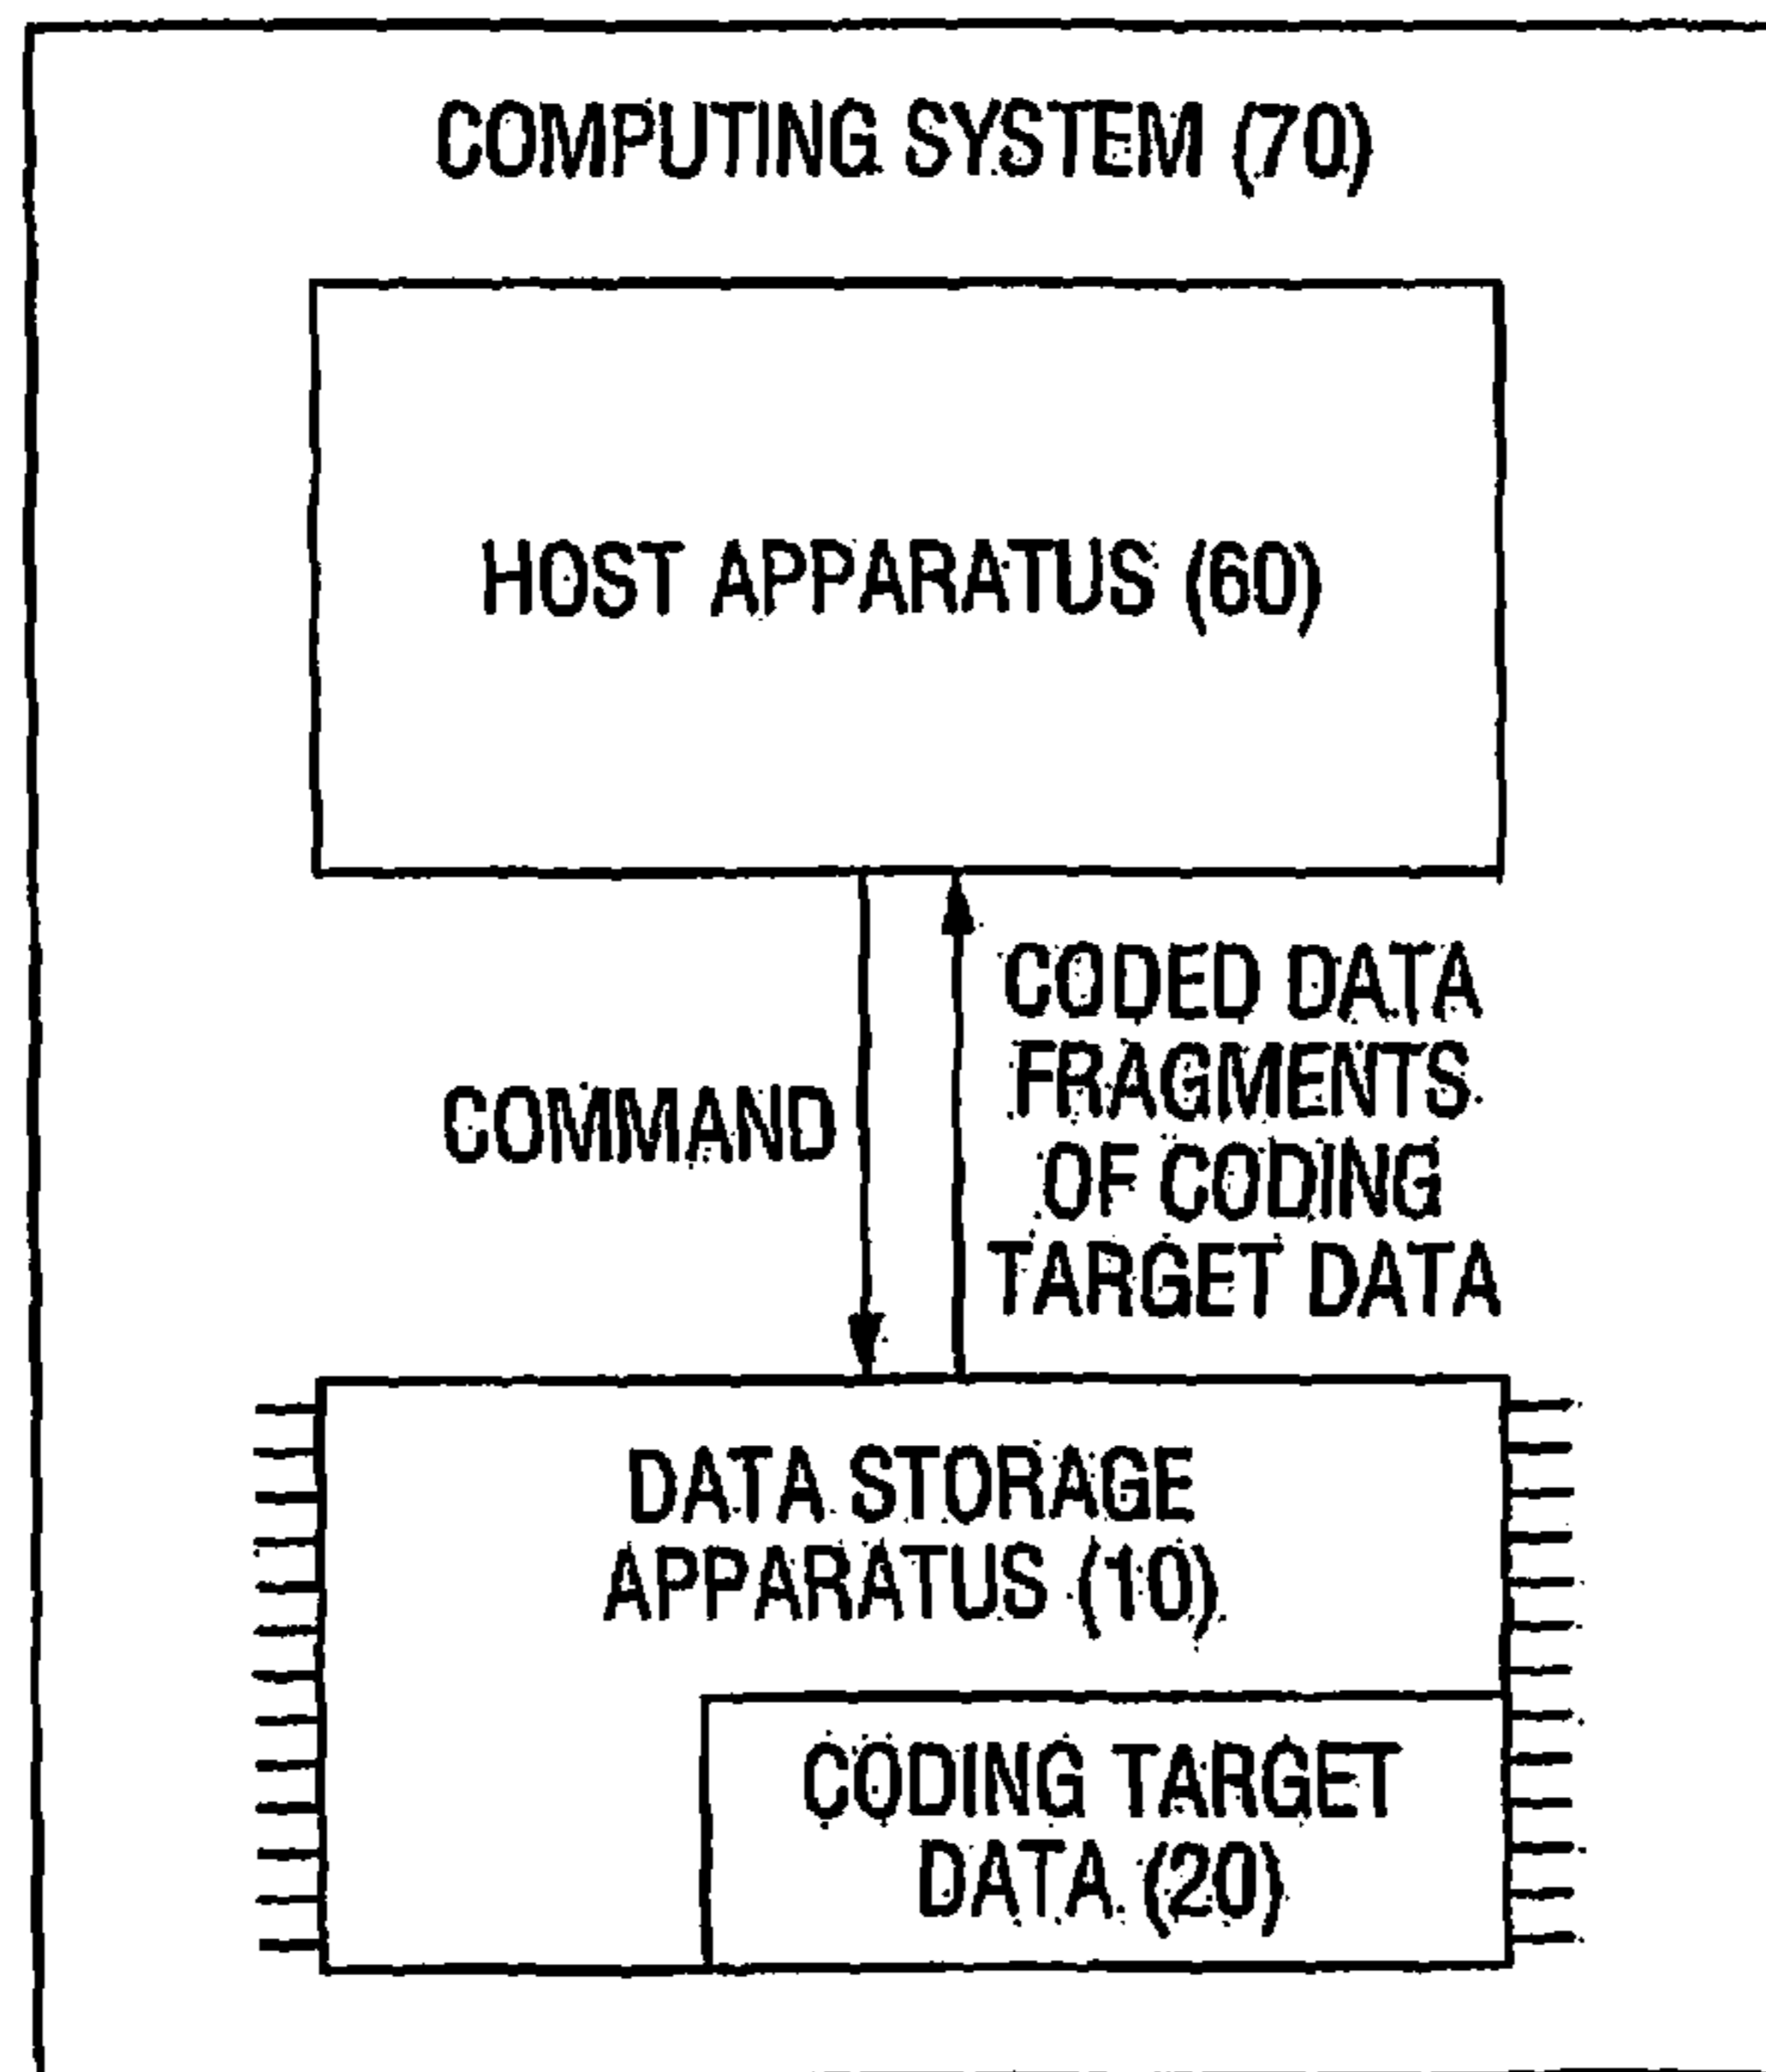 COMPUTING SYSTEM (70)
HOST APPARATUS (60)
COMMAND
CODED DATA
FRAGMENTS
OF CODING
TARGET DATA
DATA STORAGE
APPARATUS (10)
CODING TARGET
DATA (20)